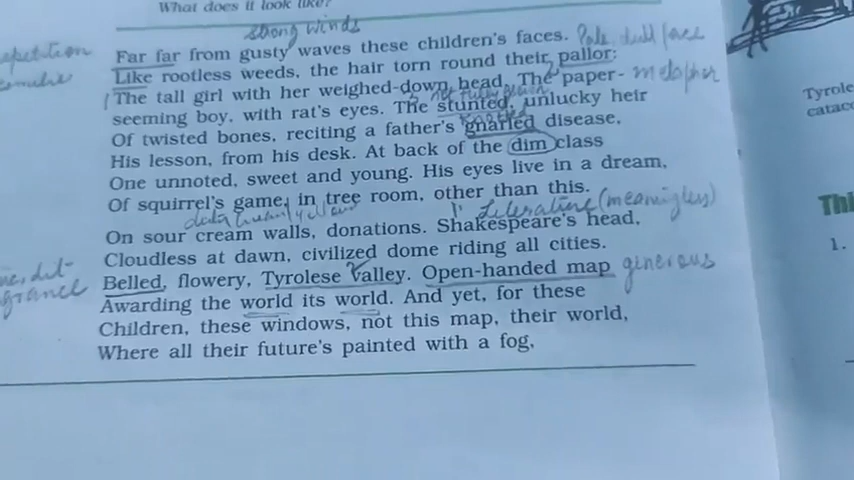 What does it look like?
strong winds
Far far from gusty waves these children's faces. Pale dull face
Like rootless weeds, the hair torn round their pallor:
The tall girl with her weighed-down head. The paper- metapher
seeming boy, with rat's eyes. The stunted, unlucky heir
Of twisted bones, reciting a father's gnarled disease,
His lesson, from his desk. At back of the dim class
One unnoted, sweet and young. His eyes live in a dream,
Of squirrel's game, in tree room, other than this.
Literature (meaningless)
On sour cream walls, donations. Shakespeare's head,
Cloudless at dawn, civilized dome riding all cities.
Belled, flowery, Tyrolese valley. Open-handed map ginerous
Awarding the world its world. And yet, for these
Children, these windows, not this map, their world,
Where all their future's painted with a fog,
Tyrole
catac
Thi
1.